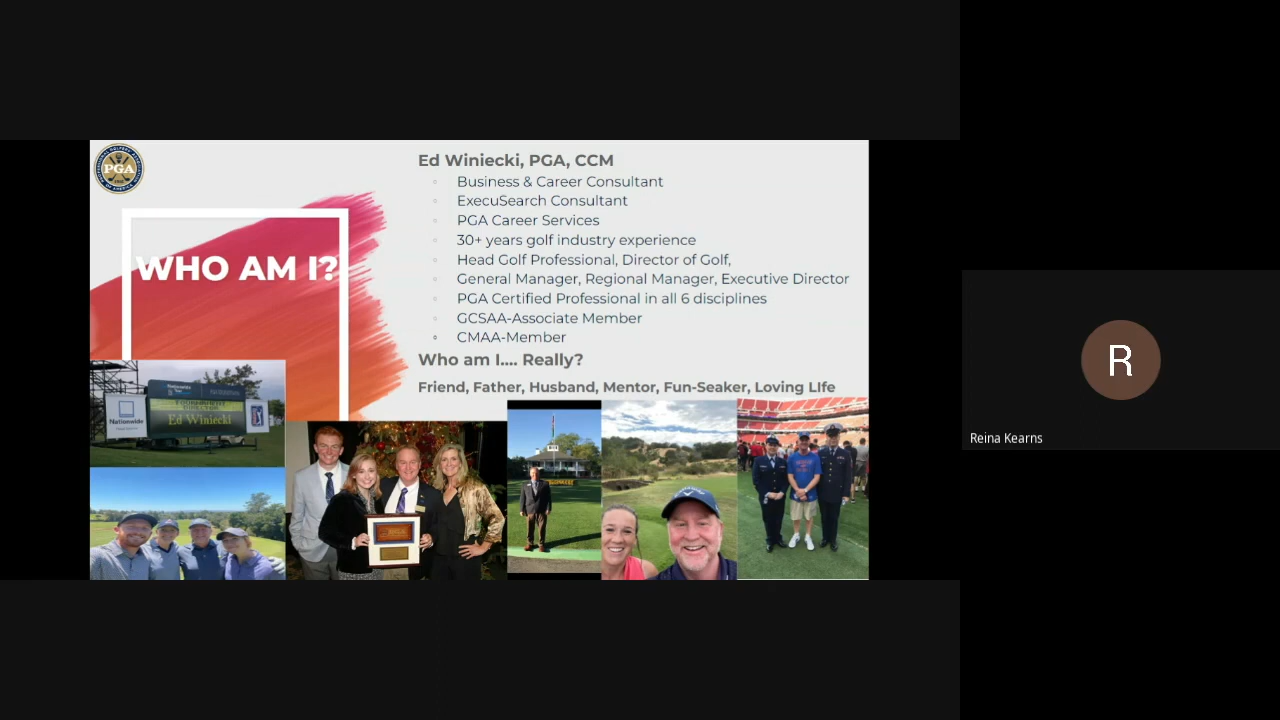 PGA
Ed Winiecki, PGA, CCM
Business & Career Consultant
ExecuSearch Consultant
PGA Career Services
30+ years golf industry experience
Head Golf Professional, Director of Golf,
General Manager, Regional Manager, Executive Director
PGA Certified Professional in all 6 disciplines
GCSAA-Associate Member
CMAA-Member
WHO AM I?
Who am I.... Really?
Friend, Father, Husband, Mentor, Fun-Seaker, Loving LIfe
Nationwide
Ed Winiecki
Nationwide
R
Reina Kearns